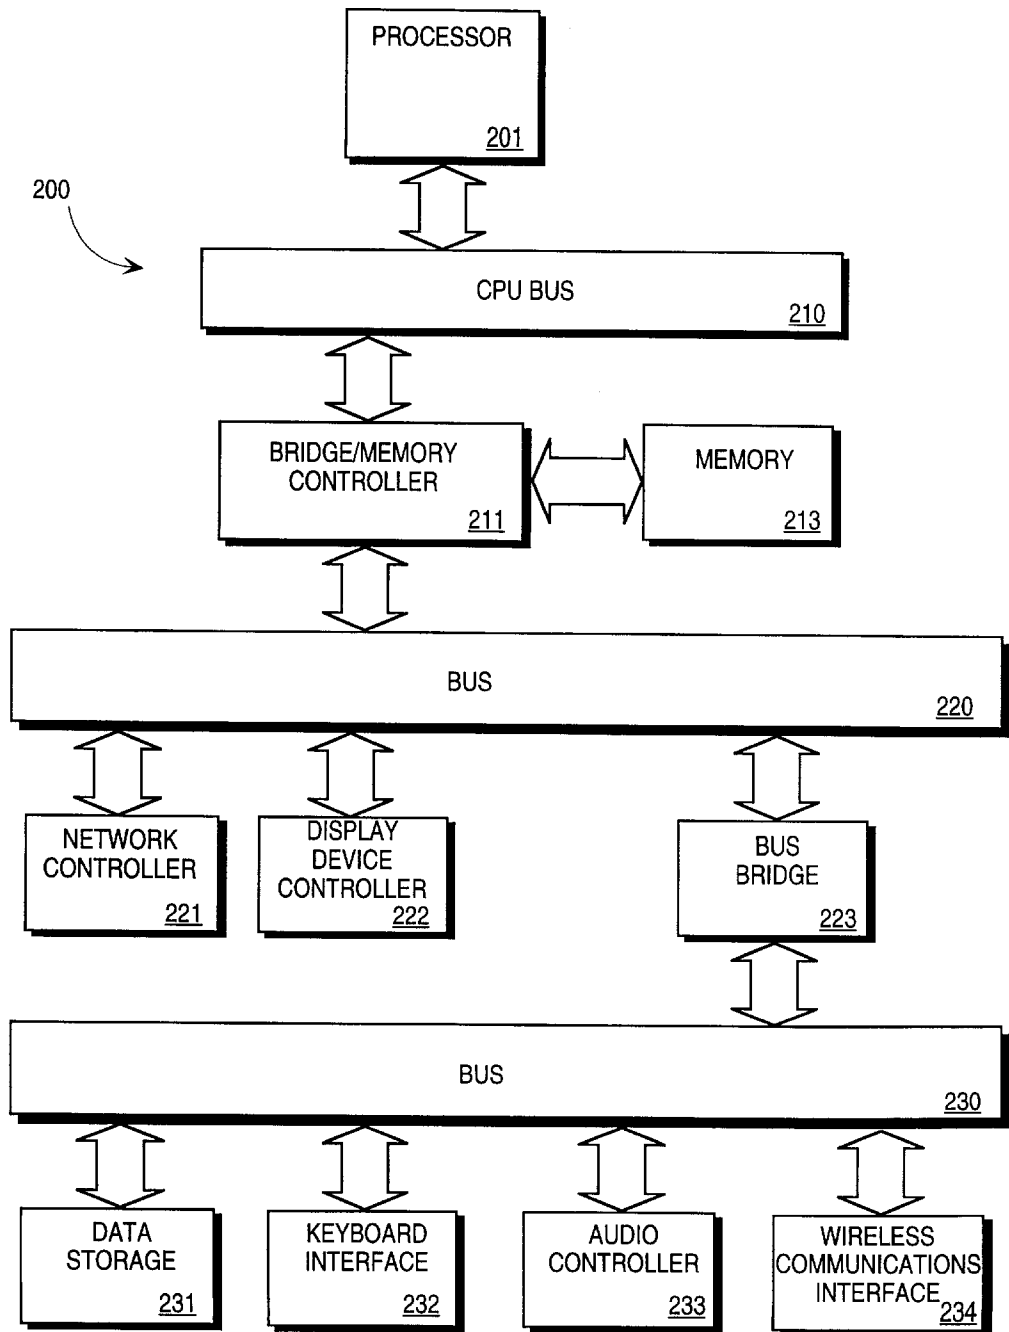 PROCESSOR
201
200
CPU BUS
210
BRIDGE/MEMORY
CONTROLLER
211
MEMORY
213
BUS
220
NETWORK
CONTROLLER
221
DISPLAY
DEVICE
CONTROLLER
222
BUS
BRIDGE
223
BUS
230
DATA
STORAGE
231
KEYBOARD
INTERFACE
232
AUDIO
CONTROLLER
233
WIRELESS
COMMUNICATIONS
INTERFACE
234